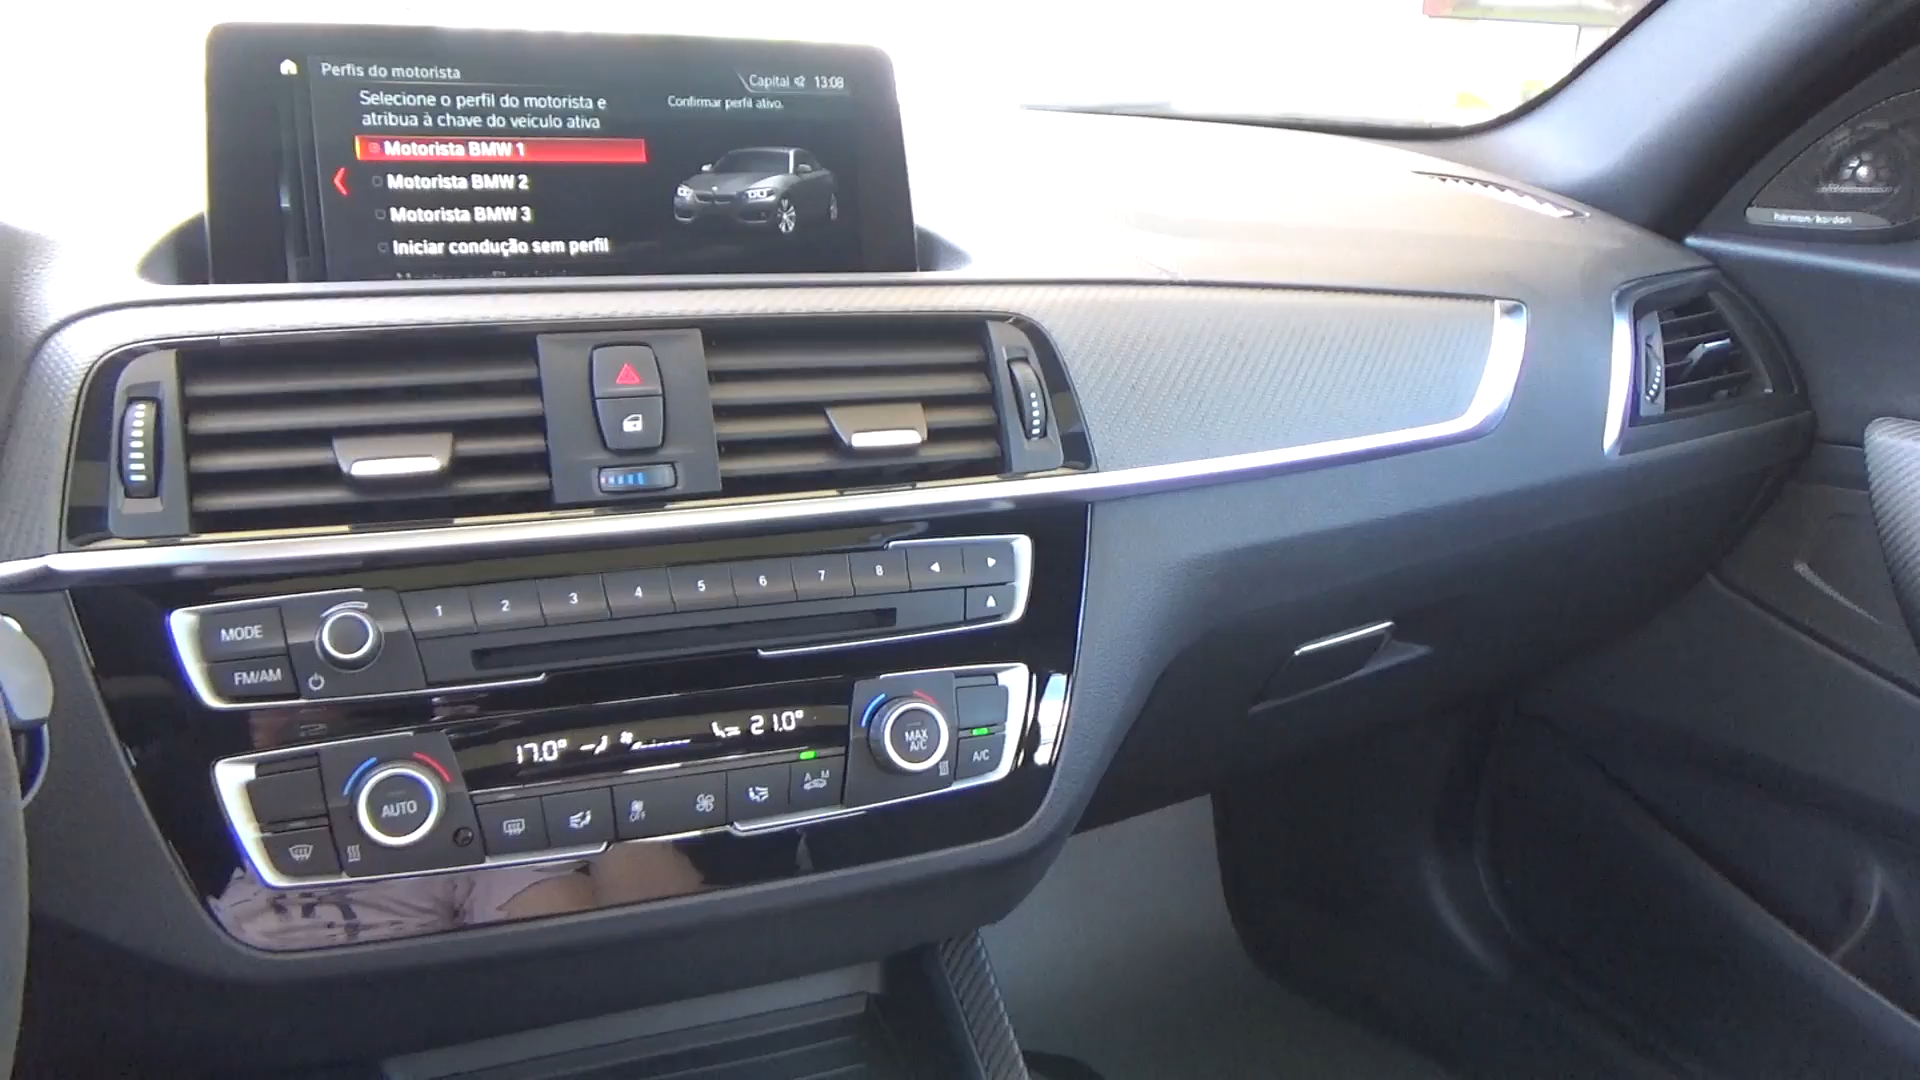 Perfis do motorista
Capital 13:08
Selecione o perfil do motorista e
atribua à chave do veículo ativa
Confirmar perfil ativo.
Motorista BMW 1
Motorista BMW 2
Motorista BMW 3
Iniciar condução sem perfil
harman/kardon
1 2 3 4 5 6 7 8
MODE
FM/AM
17.0° 21.0°
MAX
A/C
A/C
AUTO
OFF
A M